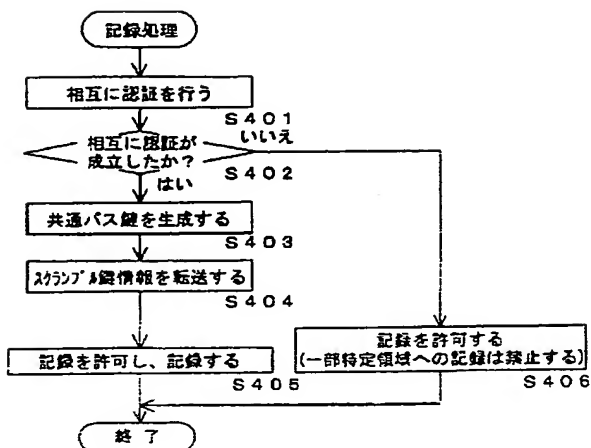 記録処理
相互に認証を行う
S401
相互に認証が
成立したか?
いいえ
S402
はい
共通バス鍵を生成する
S403
スクランブル鍵情報を転送する
S404
記録を許可し、記録する
S405
記録を許可する
(一部特定領域への記録は禁止する)
S406
終了